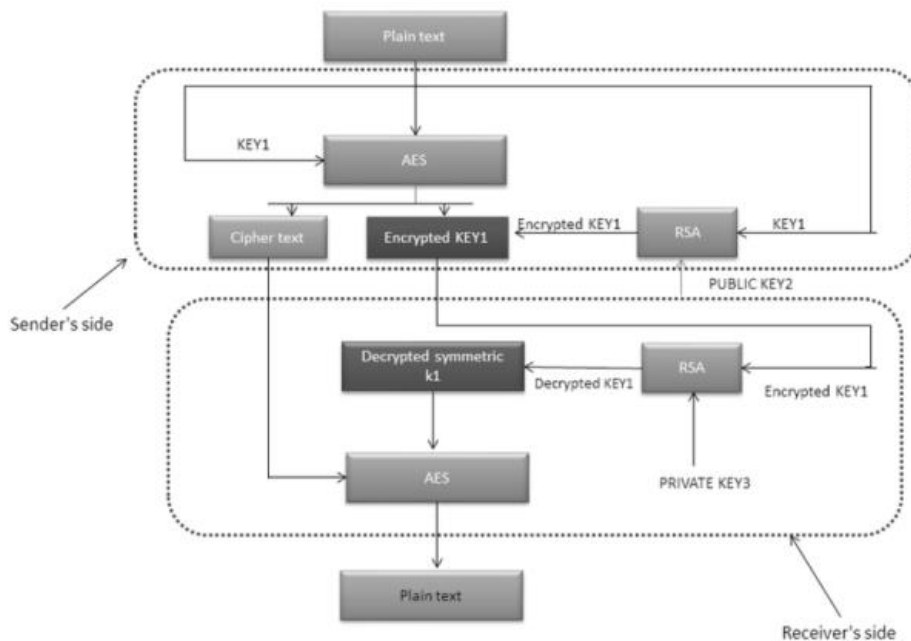 Plain text
KEY1
AES
Cipher text
Encrypted KEY1
Encrypted KEY1
RSA
KEY1
PUBLIC KEY2
Sender's side
Decrypted symmetric
k1
Decrypted KEY1
RSA
Encrypted KEY1
AES
PRIVATE KEY3
Plain text
Receiver's side